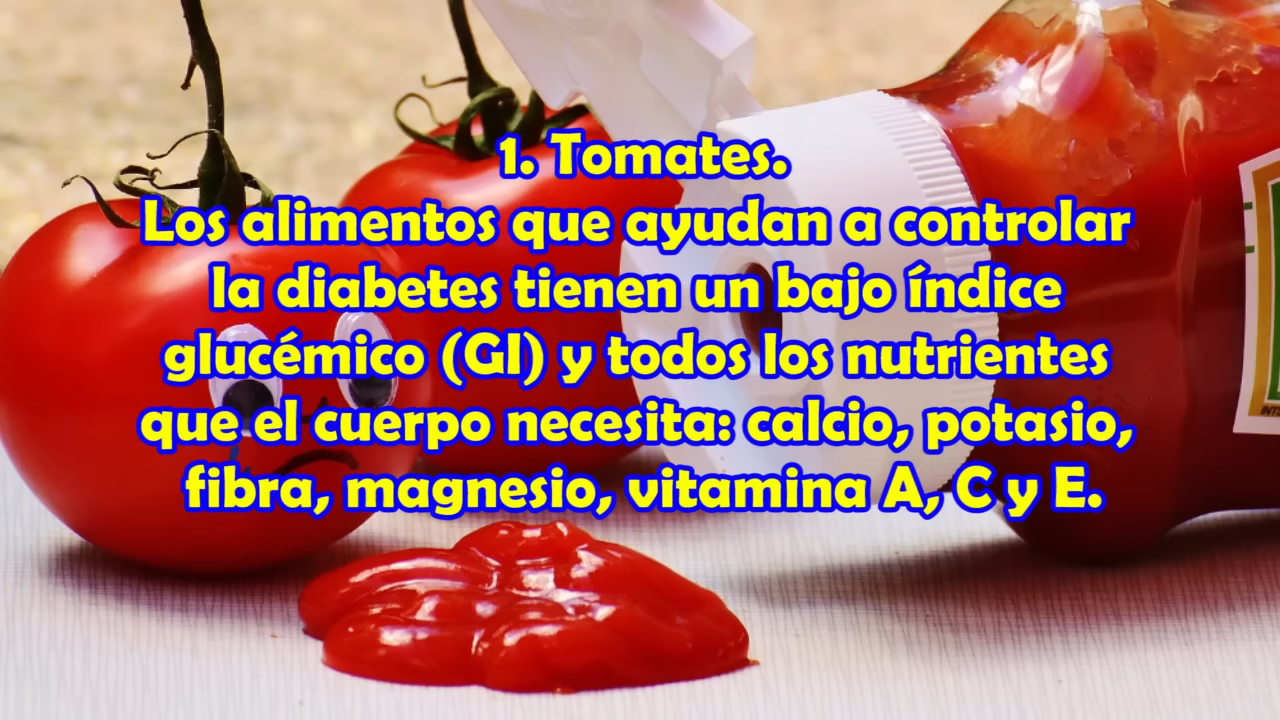 1. Tomates.
Los alimentos que ayudan a controlar
la diabetes tienen un bajo índice
glucémico (GI) y todos los nutrientes
que el cuerpo necesita: calcio, potasio,
fibra, magnesio, vitamina A, C y E.